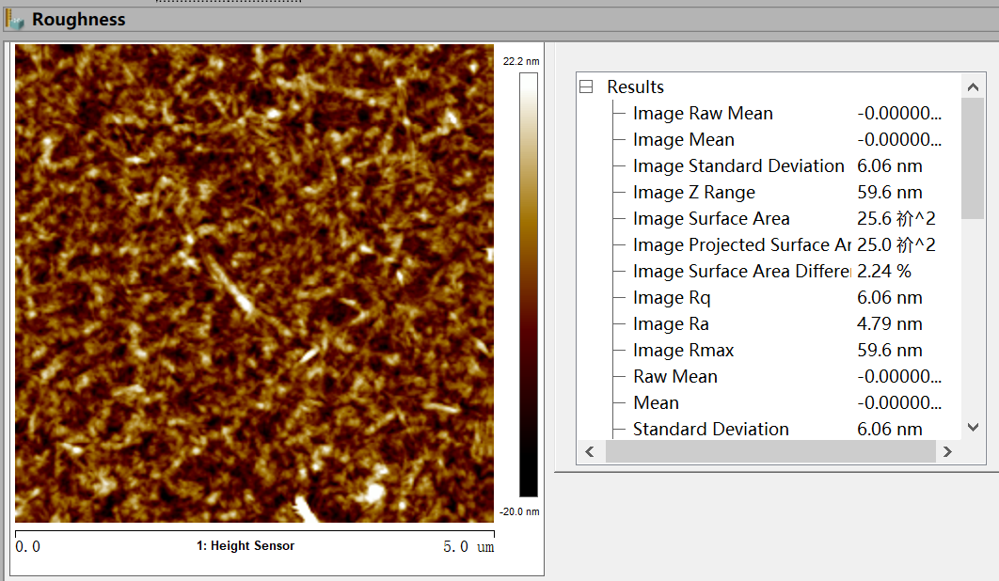 Roughness
22.2 nm
-20.0 nm
0.0
1: Height Sensor
5.0 um
Results
Image Raw Mean -0.00000...
Image Mean -0.00000...
Image Standard Deviation 6.06 nm
Image Z Range 59.6 nm
Image Surface Area 25.6 祄^2
Image Projected Surface Ar 25.0 祄^2
Image Surface Area Differe 2.24 %
Image Rq 6.06 nm
Image Ra 4.79 nm
Image Rmax 59.6 nm
Raw Mean -0.00000...
Mean -0.00000...
Standard Deviation 6.06 nm